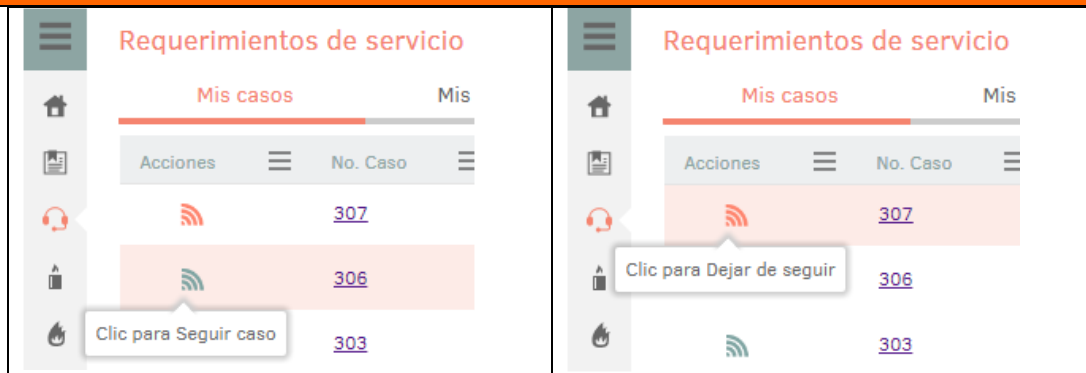 Requerimientos de servicio
Mis casos Mis
Acciones No. Caso
307
306
Clic para Seguir caso
303
Requerimientos de servicio
Mis casos Mis
Acciones No. Caso
307
Clic para Dejar de seguir
306
303